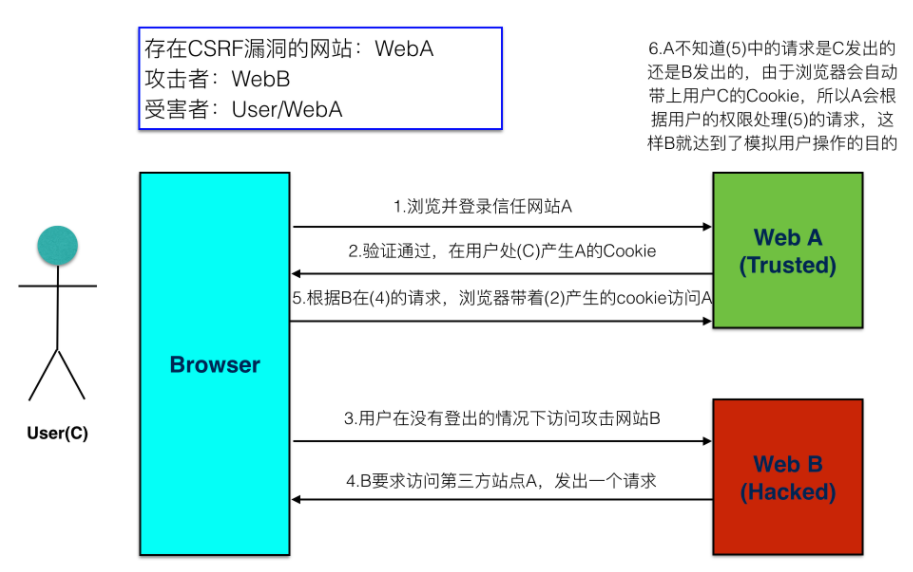 存在CSRF漏洞的网站：WebA
攻击者：WebB
受害者：User/WebA
6.A不知道(5)中的请求是C发出的
还是B发出的，由于浏览器会自动
带上用户C的Cookie，所以A会根
据用户的权限处理(5)的请求，这
样B就达到了模拟用户操作的目的
1.浏览并登录信任网站A
2.验证通过，在用户处(C)产生A的Cookie
5.根据B在(4)的请求，浏览器带着(2)产生的cookie访问A
Web A
(Trusted)
Browser
User(C)
3.用户在没有登出的情况下访问攻击网站B
4.B要求访问第三方站点A，发出一个请求
Web B
(Hacked)